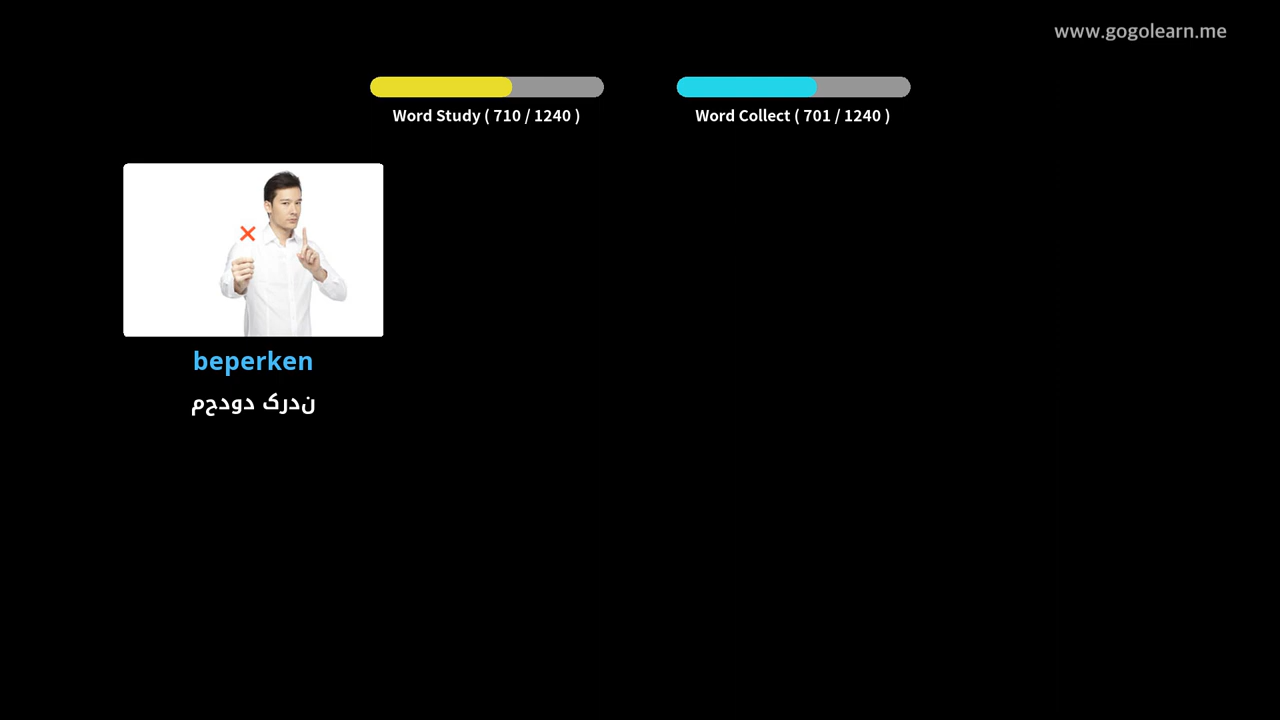 www.gogolearn.me
Word Study ( 710 / 1240 )
Word Collect ( 701 / 1240 )
beperken
ندرک دودحم